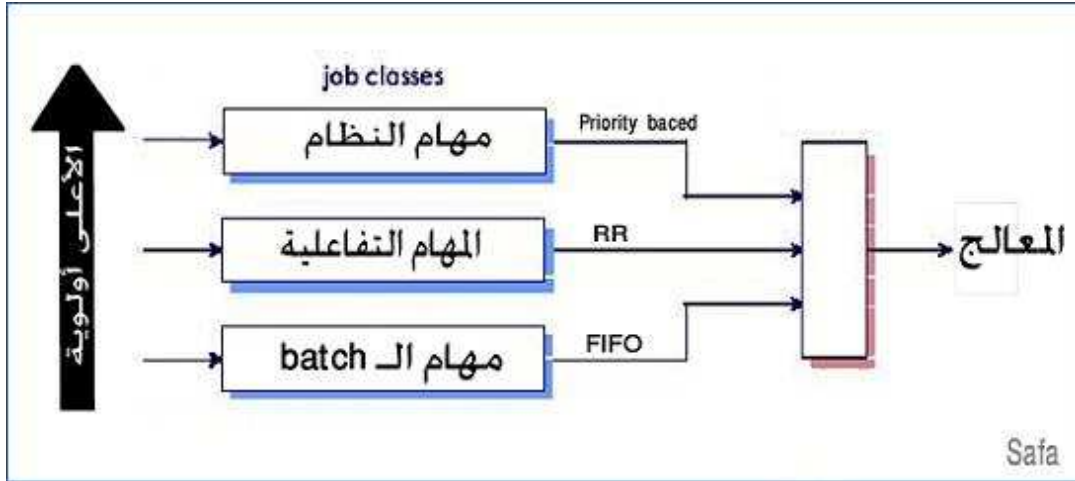 job classes
الأعلى أولوية
مهام النظام
Priority baced
المهام التفاعلية
RR
مهام الـ batch
FIFO
المعالج
Safa